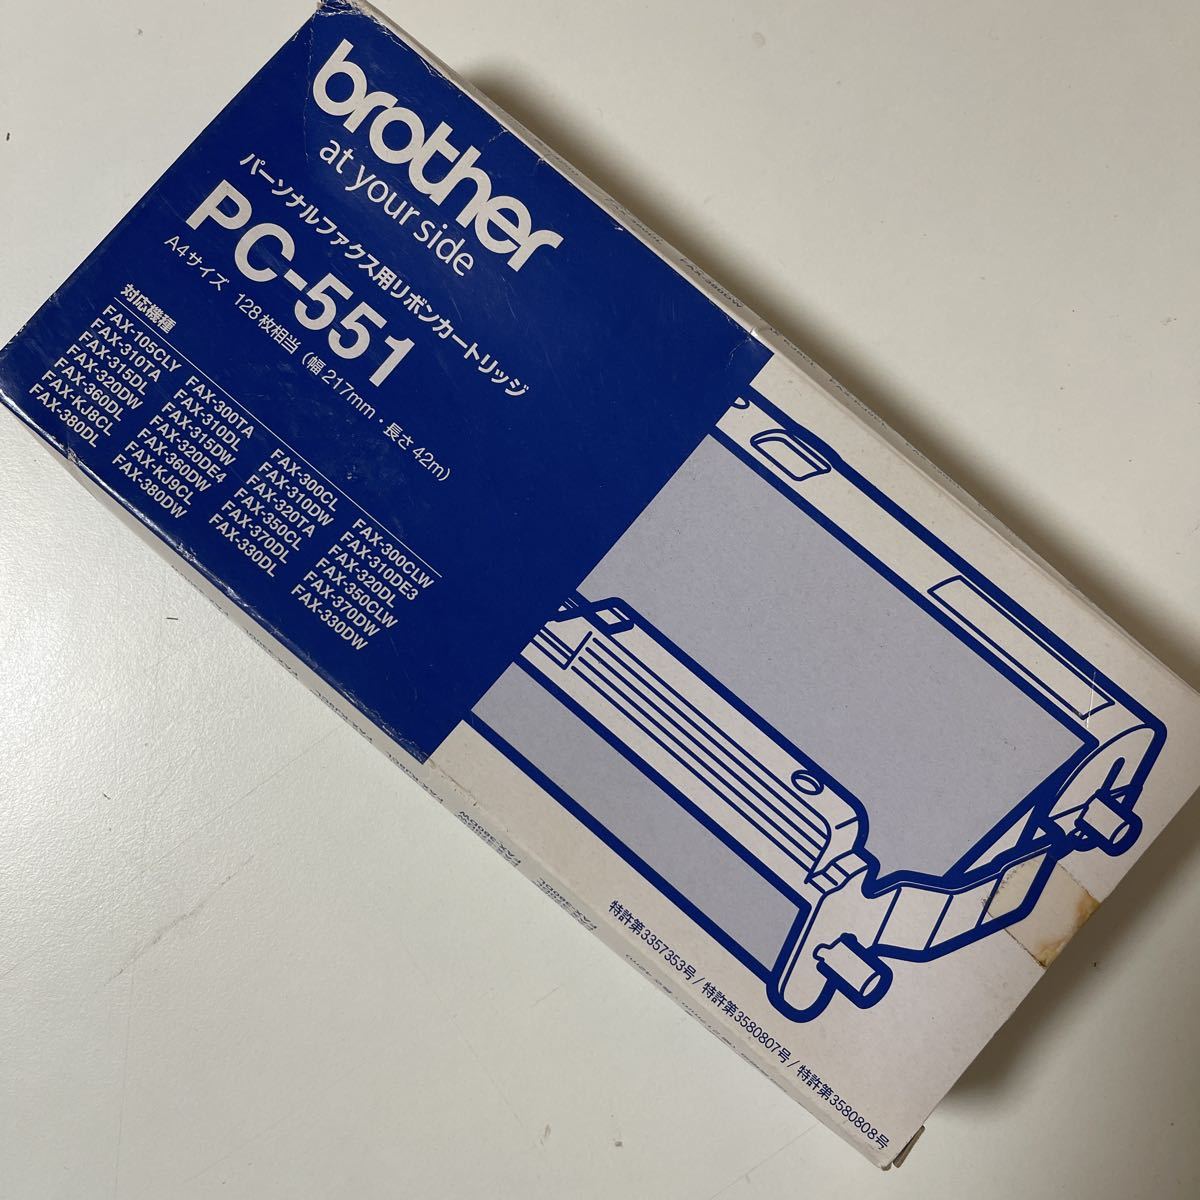 brother
at your side
パーソナルファクス用リボンカートリッジ
PC-551
A4サイズ 128枚相当（幅217mm・長さ42m）
対応機種
FAX-105CLY FAX-300TA FAX-300CL FAX-300CLW
FAX-310TA FAX-310DL FAX-310DW FAX-310DE3
FAX-315DL FAX-315DW FAX-320TA FAX-320DL
FAX-320DW FAX-320DE4 FAX-350CL FAX-350CLW
FAX-360DL FAX-360DW FAX-370DL FAX-370DW
FAX-KJ8CL FAX-KJ9CL FAX-330DL FAX-330DW
FAX-380DL FAX-380DW
特許第3357353号/特許第3580807号/特許第3580808号